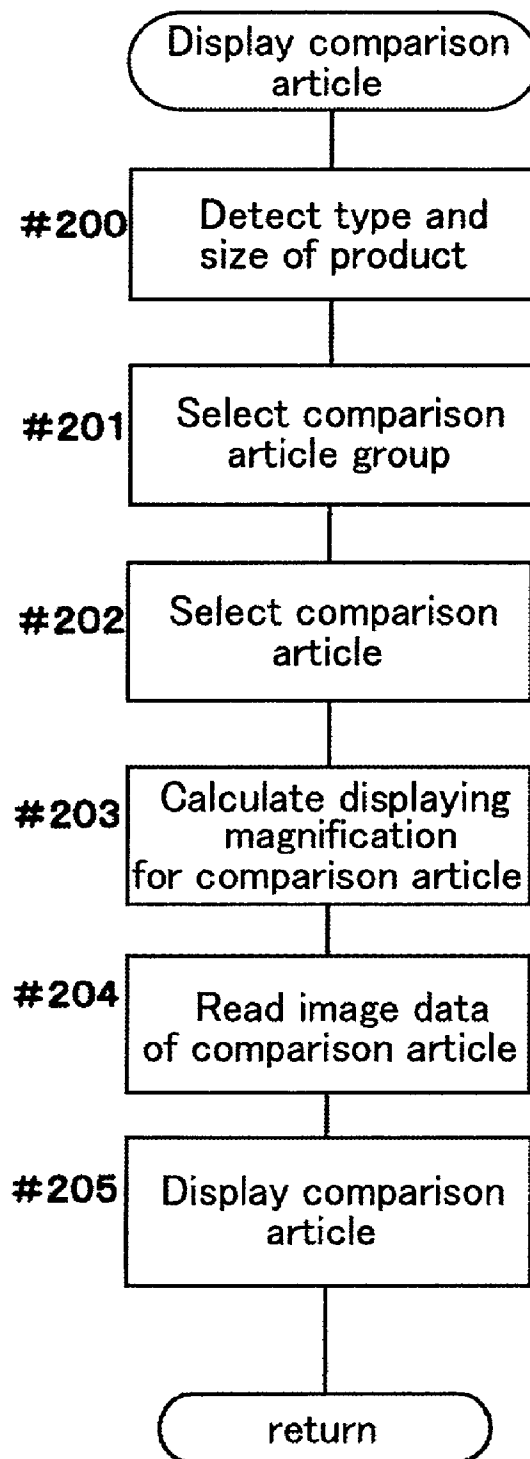 Display comparison
article
#200
Detect type and
size of product
#201
Select comparison
article group
#202
Select comparison
article
#203
Calculate displaying
magnification
for comparison article
#204
Read image data
of comparison article
#205
Display comparison
article
return